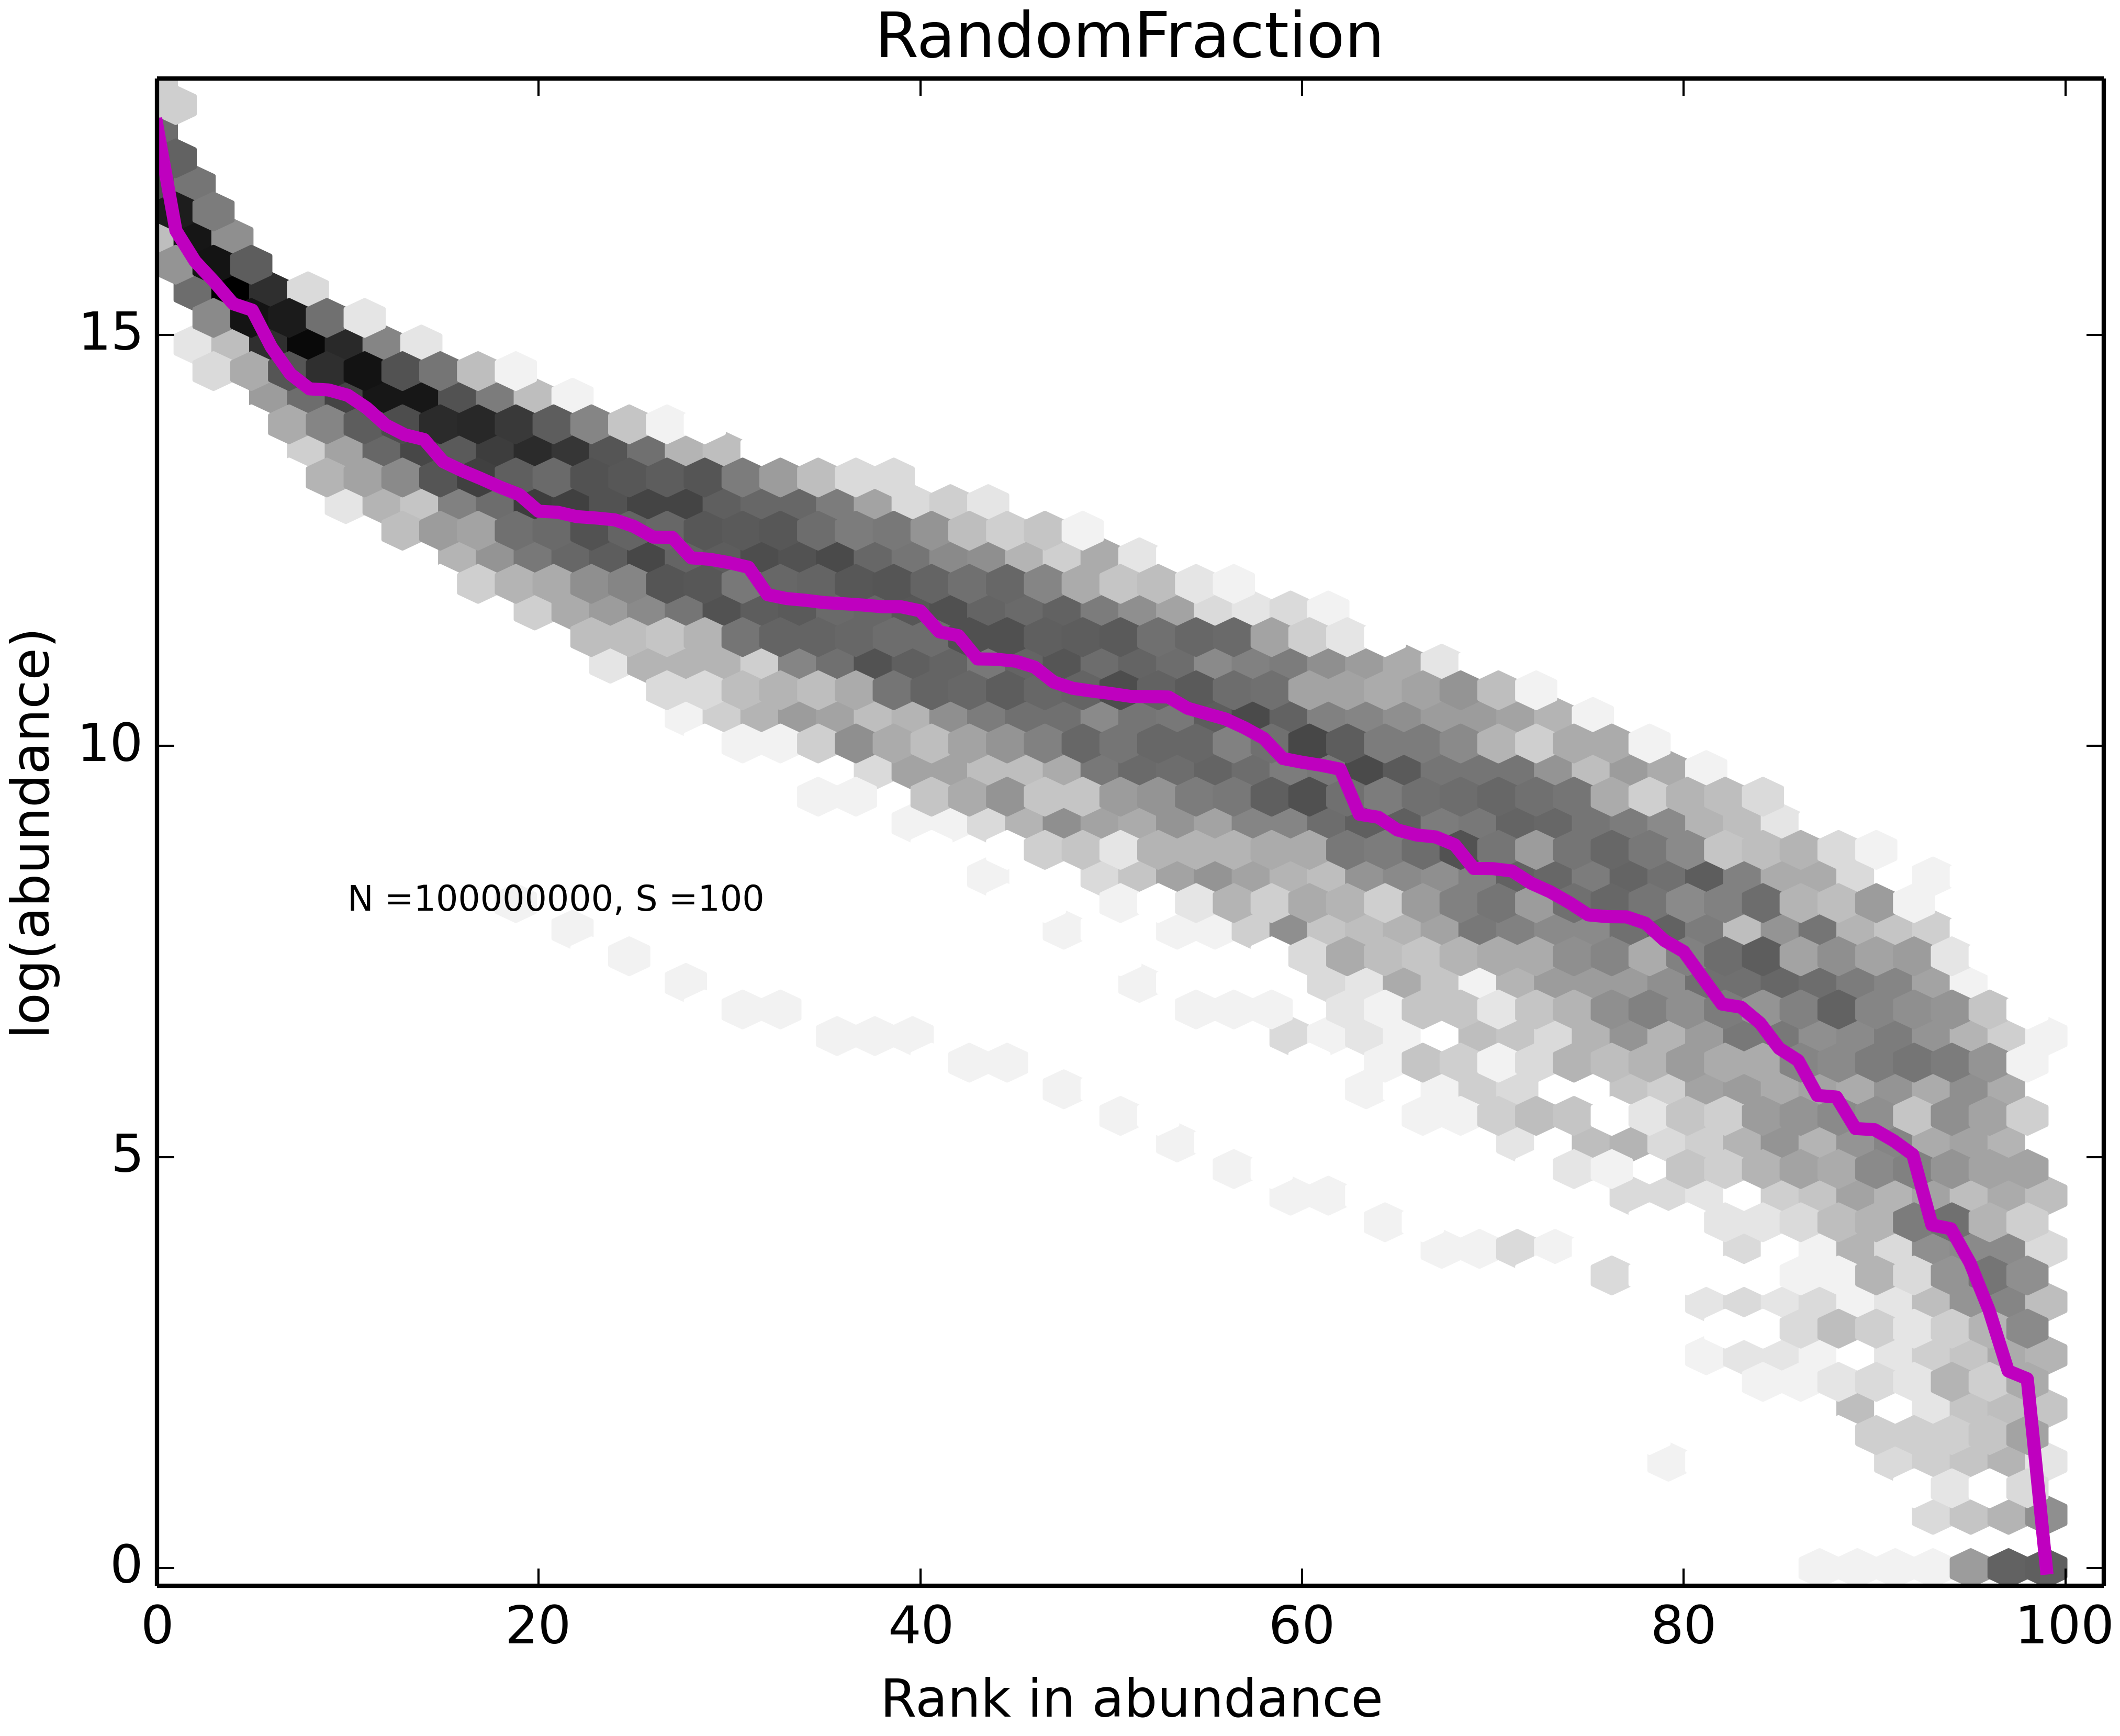 RandomFraction
15
10
5
0
log(abundance)
N =100000000, S =100
0 20 40 60 80 100
Rank in abundance